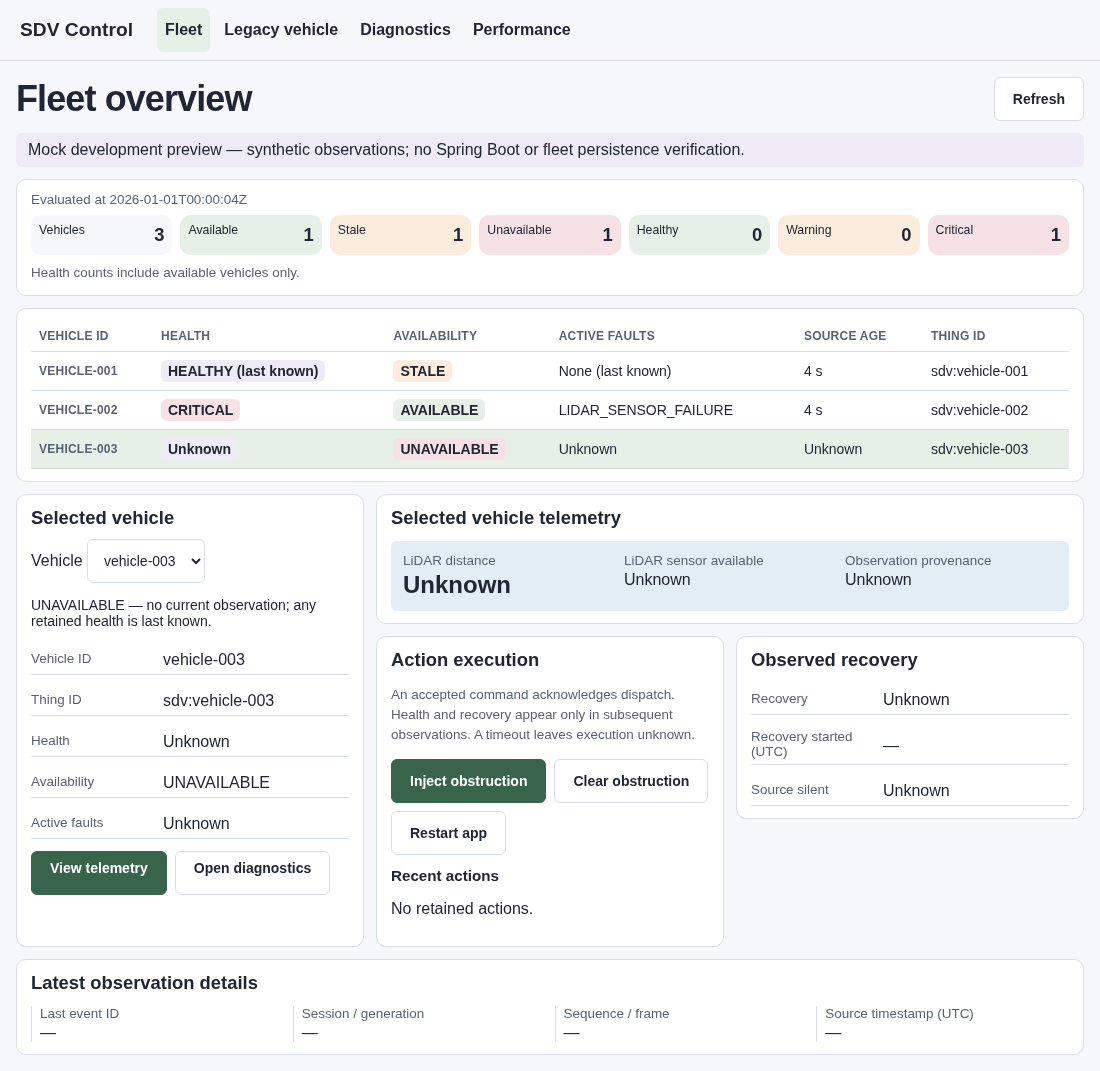 SDV Control Fleet Legacy vehicle Diagnostics Performance
Fleet overview Refresh
Mock development preview — synthetic observations; no Spring Boot or fleet persistence verification.
Evaluated at 2026-01-01T00:00:04Z
Vehicles 3 Available 1 Stale 1 Unavailable 1 Healthy 0 Warning 0 Critical 1
Health counts include available vehicles only.
VEHICLE ID HEALTH AVAILABILITY ACTIVE FAULTS SOURCE AGE THING ID
VEHICLE-001 HEALTHY (last known) STALE None (last known) 4 s sdv:vehicle-001
VEHICLE-002 CRITICAL AVAILABLE LIDAR_SENSOR_FAILURE 4 s sdv:vehicle-002
VEHICLE-003 Unknown UNAVAILABLE Unknown Unknown sdv:vehicle-003
Selected vehicle
Vehicle vehicle-003
UNAVAILABLE — no current observation; any
retained health is last known.
Vehicle ID vehicle-003
Thing ID sdv:vehicle-003
Health Unknown
Availability UNAVAILABLE
Active faults Unknown
View telemetry Open diagnostics
Selected vehicle telemetry
LiDAR distance LiDAR sensor available Observation provenance
Unknown Unknown Unknown
Action execution
An accepted command acknowledges dispatch.
Health and recovery appear only in subsequent
observations. A timeout leaves execution unknown.
Inject obstruction Clear obstruction
Restart app
Recent actions
No retained actions.
Observed recovery
Recovery Unknown
Recovery started
(UTC) —
Source silent Unknown
Latest observation details
Last event ID Session / generation Sequence / frame Source timestamp (UTC)
— — — —